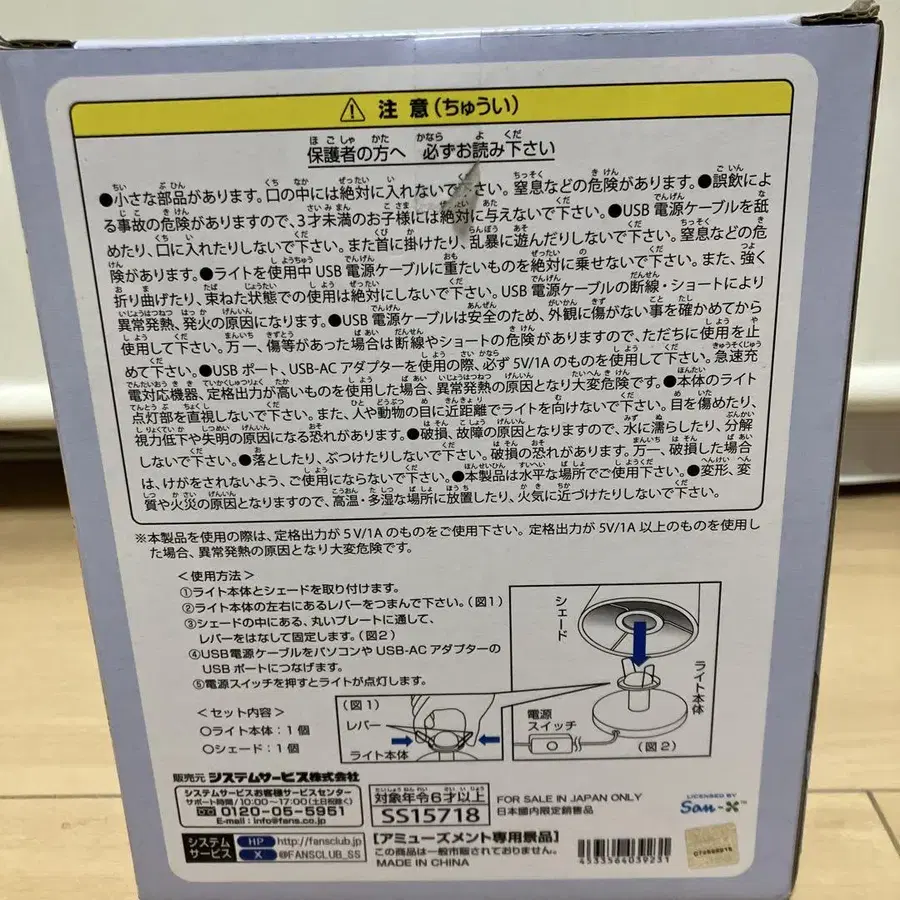 ⚠ 注意(ちゅうい)
保護者の方へ 必ずお読み下さい
●小さな部品があります。口の中には絶対に入れないで下さい。窒息などの危険があります。●誤飲によ
る事故の危険がありますので、3才未満のお子様には絶対に与えないで下さい。●USB電源ケーブルを舐
めたり、口に入れたりしないで下さい。また首に掛けたり、乱暴に遊んだりしないで下さい。窒息などの危
険があります。●ライトを使用中USB電源ケーブルに重たいものを絶対に乗せないで下さい。また、強く
折り曲げたり、束ねた状態での使用は絶対にしないで下さい。USB電源ケーブルの断線・ショートにより
異常発熱、発火の原因になります。●USB電源ケーブルは安全のため、外観に傷がない事を確かめてから
使用して下さい。万一、傷等があった場合は断線やショートの危険がありますので、ただちに使用を止
めて下さい。●USBポート、USB-ACアダプターを使用の際、必ず5V/1Aのものを使用して下さい。急速充
電対応機器、定格出力が高いものを使用した場合、異常発熱の原因となり大変危険です。●本体のライト
点灯部を直視しないで下さい。また、人や動物の目に近距離でライトを向けないで下さい。目を傷めたり、
視力低下や失明の原因になる恐れがあります。●破損、故障の原因となりますので、水に濡らしたり、分解
しないで下さい。●落としたり、ぶつけたりしないで下さい。破損の恐れがあります。万一、破損した場合
は、けがをされないよう、ご使用にならないで下さい。●本製品は水平な場所でご使用下さい。●変形、変
質や火災の原因となりますので、高温・多湿な場所に放置したり、火気に近づけたりしないで下さい。
※本製品を使用の際は、定格出力が5V/1Aのものをご使用下さい。定格出力が5V/1A以上のものを使用し
た場合、異常発熱の原因となり大変危険です。
<使用方法>
①ライト本体とシェードを取り付けます。
②ライト本体の左右にあるレバーをつまんで下さい。(図1)
③シェードの中にある、丸いプレートに通して、
レバーをはなして固定します。(図2)
④USB電源ケーブルをパソコンやUSB-ACアダプターの
USBポートにつなげます。
⑤電源スイッチを押すとライトが点灯します。
<セット内容>
○ライト本体:1個
○シェード:1個
(図1)
レバー
ライト本体
シェード
ライト本体
電源
スイッチ
(図2)
販売元 システムサービス株式会社
システムサービスお客様サービスセンター
サポート時間/10:00〜17:00(土日祝除く)
0120-05-5951
E-mail:info@fans.co.jp
システム
サービス
HP http://fansclub.jp
X @FANSCLUB_SS
対象年令6才以上
SS15718
FOR SALE IN JAPAN ONLY
日本國内限定銷售品
【アミューズメント専用景品】
この商品は一般市販されておりません。
MADE IN CHINA
4533564039231
LICENSED BY
San-X